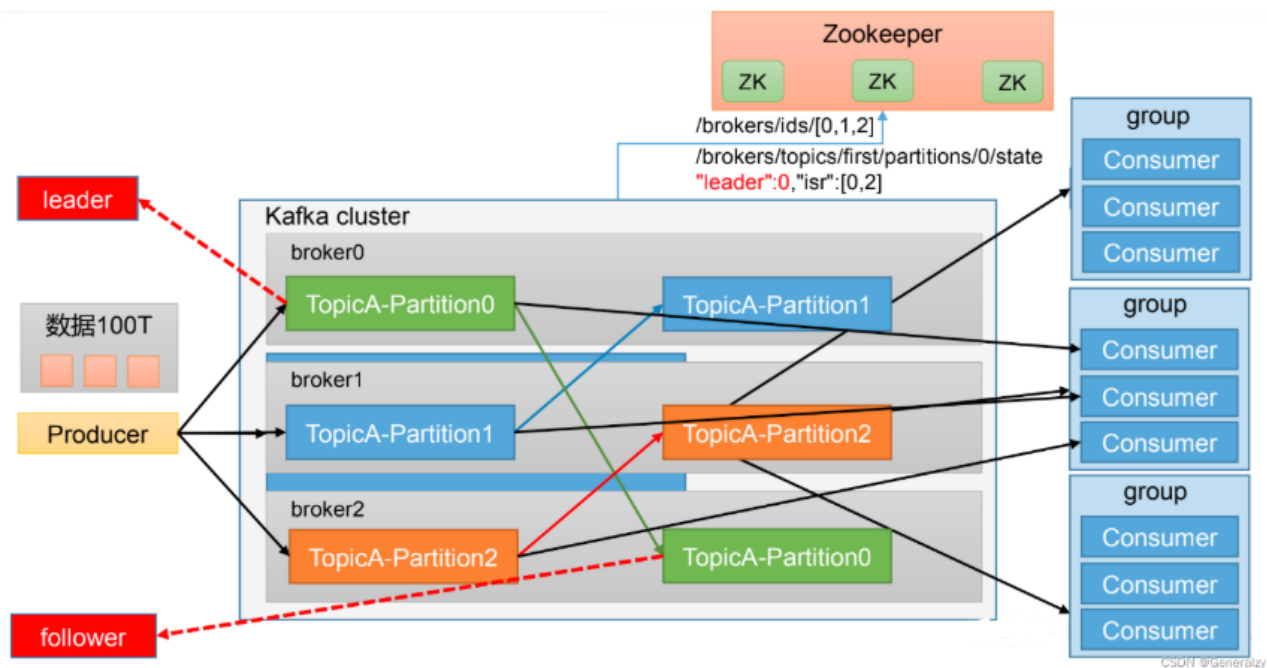 Zookeeper
ZK
ZK
ZK
/brokers/ids/[0,1,2]
/brokers/topics/first/partitions/0/state
"leader":0,"isr":[0,2]
leader
数据100T
Producer
follower
Kafka cluster
broker0
TopicA-Partition0
TopicA-Partition1
broker1
TopicA-Partition1
TopicA-Partition2
broker2
TopicA-Partition2
TopicA-Partition0
group
Consumer
Consumer
Consumer
group
Consumer
Consumer
Consumer
group
Consumer
Consumer
Consumer
CSDN @Generalzy